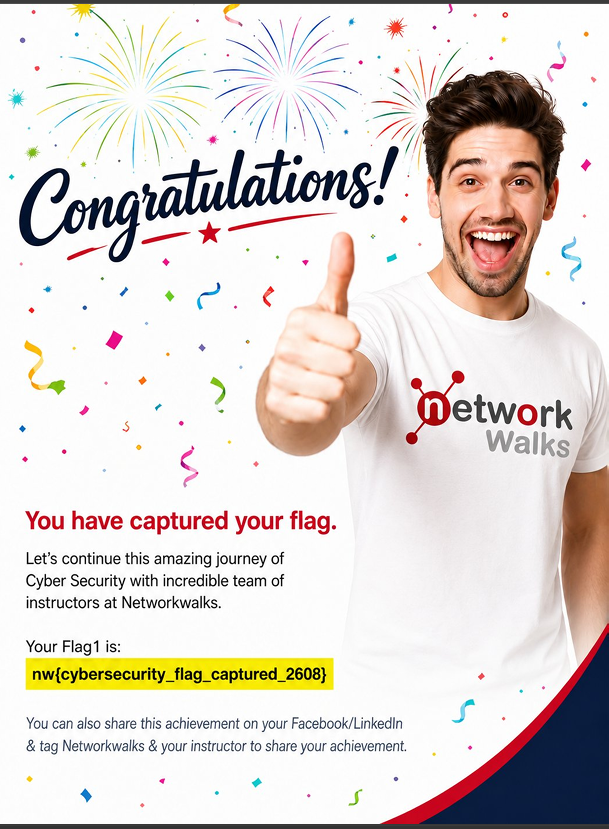 Congratulations!
network
Walks
You have captured your flag.
Let's continue this amazing journey of
Cyber Security with incredible team of
instructors at Networkwalks.
Your Flag1 is:
nw{cybersecurity_flag_captured_2608}
You can also share this achievement on your Facebook/LinkedIn
& tag Networkwalks & your instructor to share your achievement.